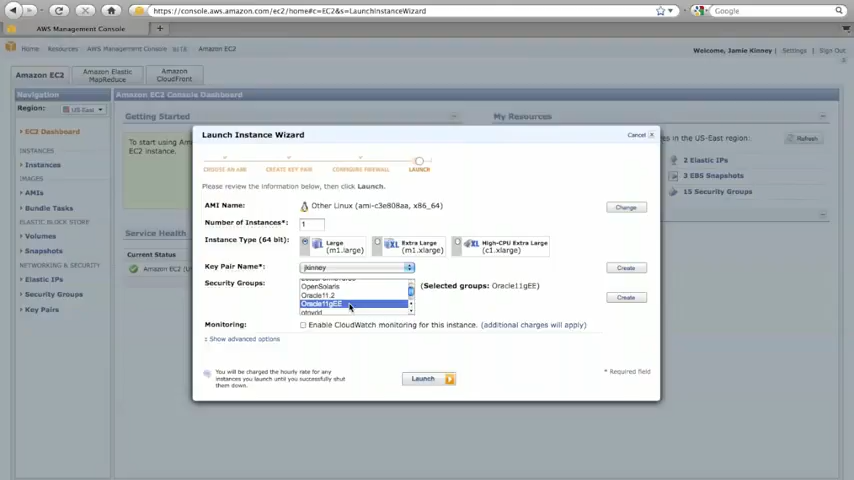 https://console.aws.amazon.com/ec2/home#c=EC2&s=LaunchInstanceWizard
Google
AWS Management Console
Home Resources AWS Management Console Amazon EC2
Welcome, Jamie Kinney | Settings | Sign Out
Amazon EC2
Amazon Elastic MapReduce
Amazon CloudFront
Navigation
Amazon EC2 Console Dashboard
Region: US-East
Getting Started
My Resources
EC2 Dashboard
To start using
EC2 instance.
es in the US-East region:
Refresh
INSTANCES
Instances
IMAGES
AMIs
Bundle Tasks
ELASTIC BLOCK STORE
Volumes
Snapshots
NETWORKING & SECURITY
Elastic IPs
Security Groups
Key Pairs
2 Elastic IPs
3 EBS Snapshots
15 Security Groups
Service Health
Current Status
Amazon EC2 (U
Launch Instance Wizard
Cancel
CHOOSE AN AMI
CREATE KEY PAIR
CONFIGURE FIREWALL
LAUNCH
Please review the information below, then click Launch.
AMI Name: Other Linux (ami-c3e808aa, x86_64)
Change
Number of Instances*: 1
Instance Type (64 bit): Large (m1.large) Extra Large (m1.xlarge) High-CPU Extra Large (c1.xlarge)
Key Pair Name*: jkinney
Create
Security Groups:
OpenSolaris
Oracle11.2
Oracle11gEE
(Selected groups: Oracle11gEE)
Create
Monitoring: Enable CloudWatch monitoring for this instance. (additional charges will apply)
Show advanced options
You will be charged the hourly rate for any
instances you launch until you successfully shut
them down.
Launch
* Required field